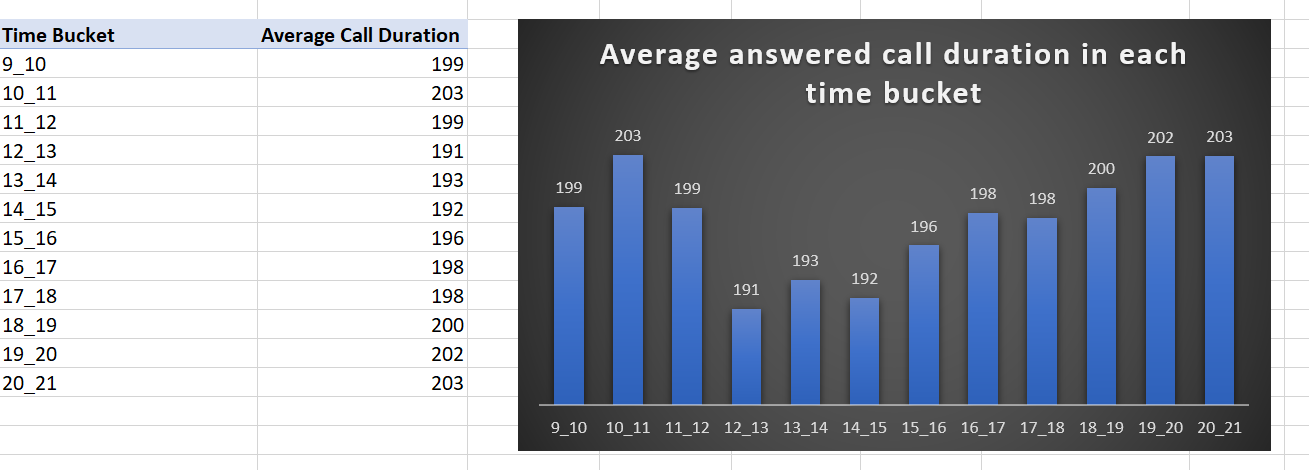 Time Bucket Average Call Duration
9_10 199
10_11 203
11_12 199
12_13 191
13_14 193
14_15 192
15_16 196
16_17 198
17_18 198
18_19 200
19_20 202
20_21 203
Average answered call duration in each
time bucket
199 203 199 191 193 192 196 198 198 200 202 203
9_10 10_11 11_12 12_13 13_14 14_15 15_16 16_17 17_18 18_19 19_20 20_21